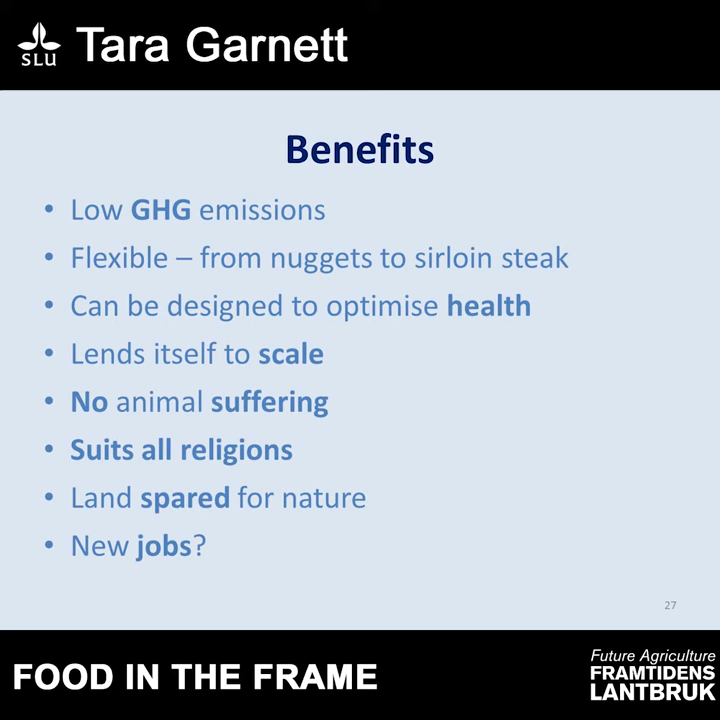 SLU
Tara Garnett
Benefits
• Low GHG emissions
• Flexible – from nuggets to sirloin steak
• Can be designed to optimise health
• Lends itself to scale
• No animal suffering
• Suits all religions
• Land spared for nature
• New jobs?
27
FOOD IN THE FRAME
Future Agriculture
FRAMTIDENS
LANTBRUK